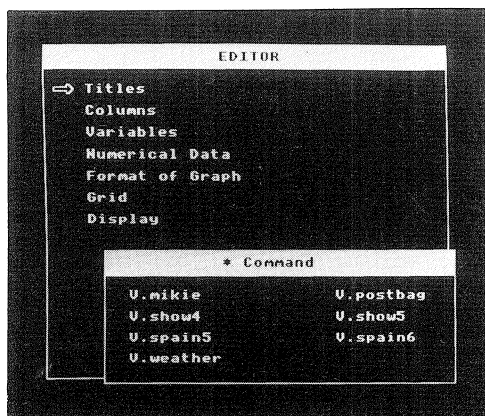 EDITOR
⇨ Titles
Columns
Variables
Numerical Data
Format of Graph
Grid
Display
* Command
V.mikie V.postbag
V.show4 V.show5
V.spain5 V.spain6
V.weather